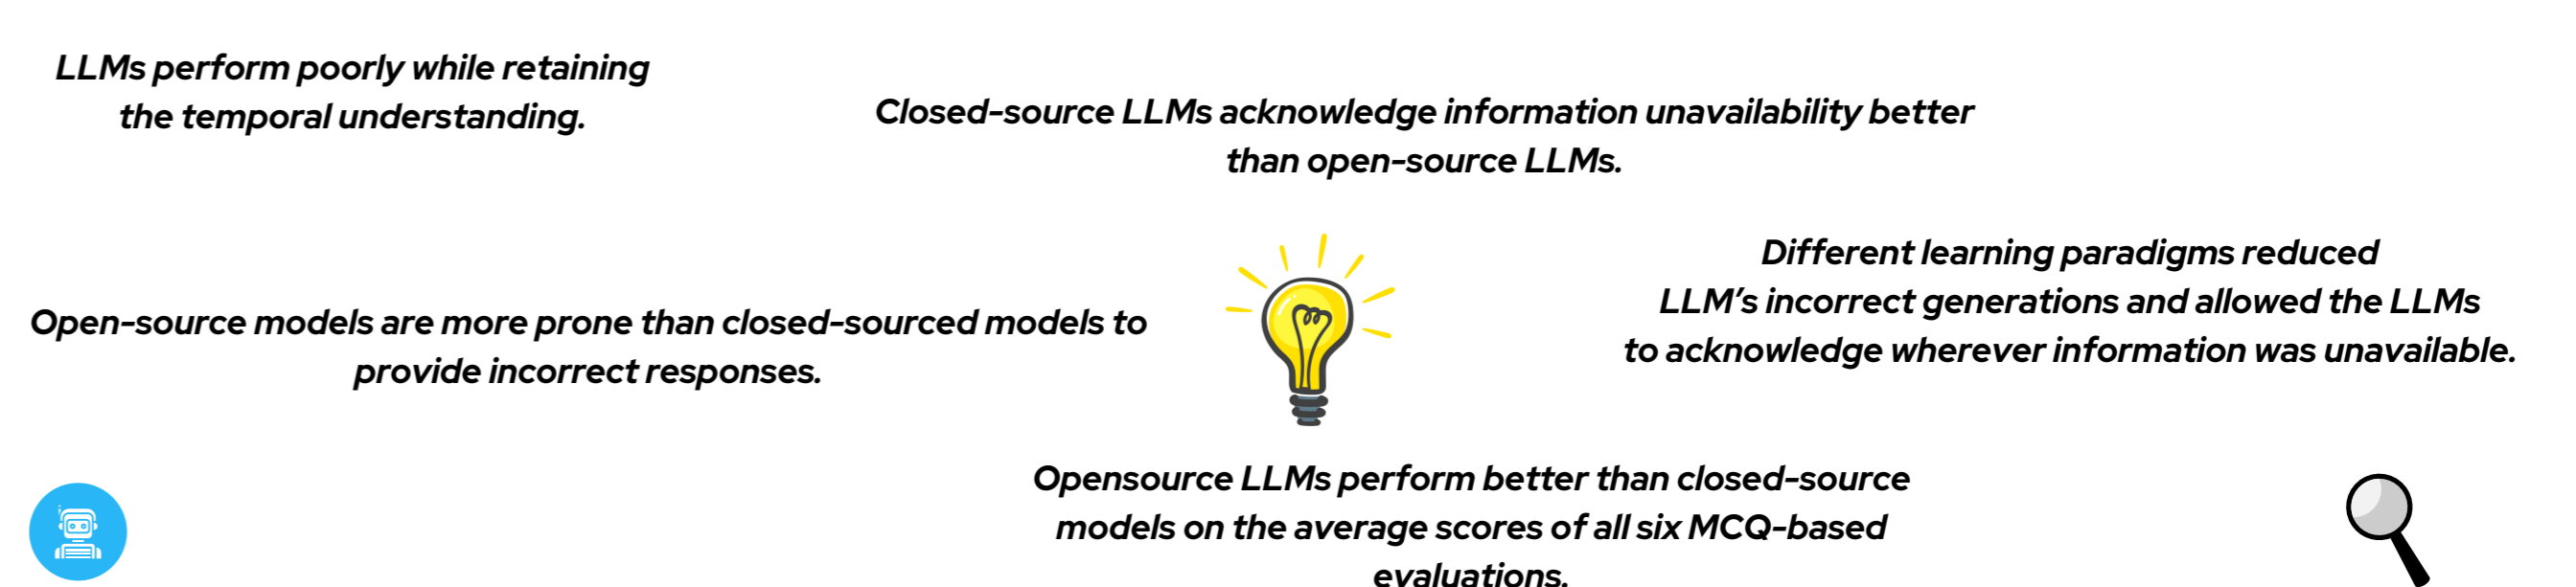 LLMs perform poorly while retaining
the temporal understanding.
Closed-source LLMs acknowledge information unavailability better
than open-source LLMs.
Different learning paradigms reduced
LLM’s incorrect generations and allowed the LLMs
to acknowledge wherever information was unavailable.
Open-source models are more prone than closed-sourced models to
provide incorrect responses.
Opensource LLMs perform better than closed-source
models on the average scores of all six MCQ-based
evaluations.